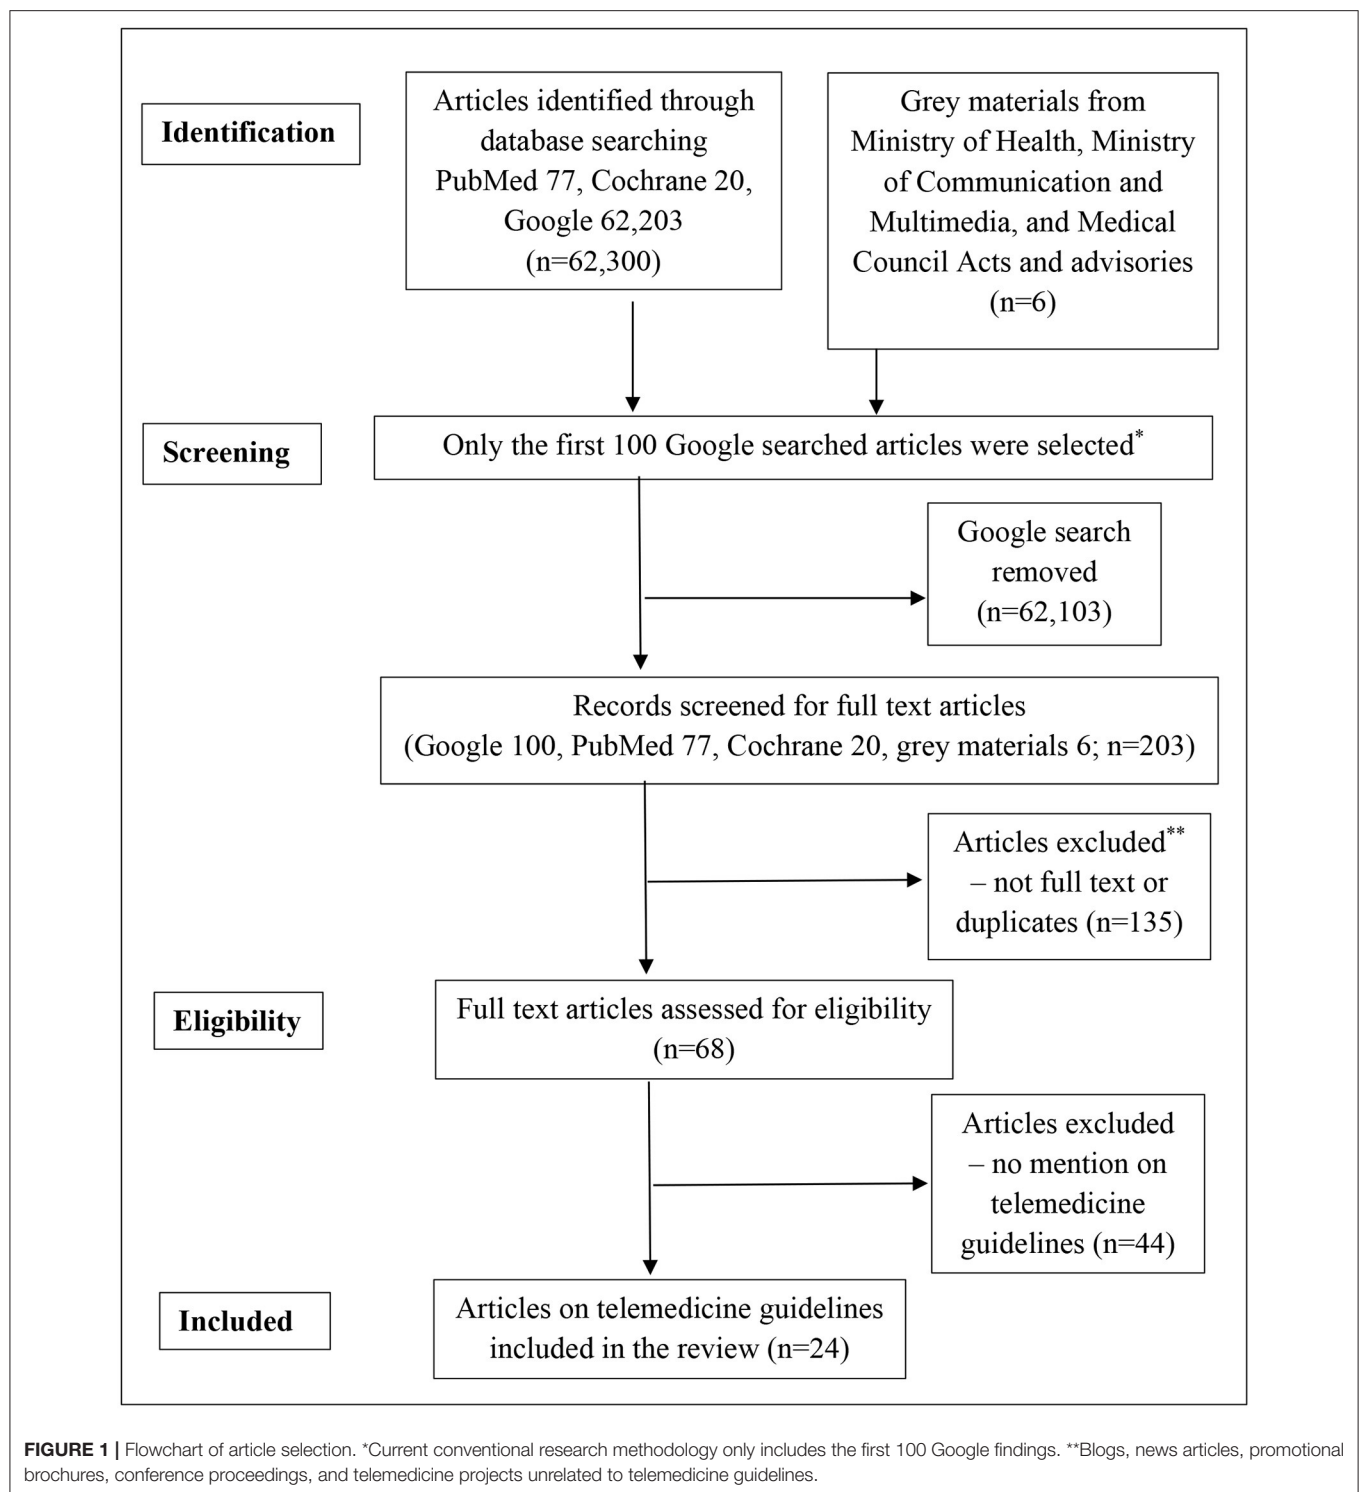 Identification
Articles identified through
database searching
PubMed 77, Cochrane 20,
Google 62,203
(n=62,300)
Grey materials from
Ministry of Health, Ministry
of Communication and
Multimedia, and Medical
Council Acts and advisories
(n=6)
Screening
Only the first 100 Google searched articles were selected*
Google search
removed
(n=62,103)
Records screened for full text articles
(Google 100, PubMed 77, Cochrane 20, grey materials 6; n=203)
Articles excluded**
– not full text or
duplicates (n=135)
Eligibility
Full text articles assessed for eligibility
(n=68)
Articles excluded
– no mention on
telemedicine
guidelines (n=44)
Included
Articles on telemedicine guidelines
included in the review (n=24)
FIGURE 1 | Flowchart of article selection. *Current conventional research methodology only includes the first 100 Google findings. **Blogs, news articles, promotional
brochures, conference proceedings, and telemedicine projects unrelated to telemedicine guidelines.